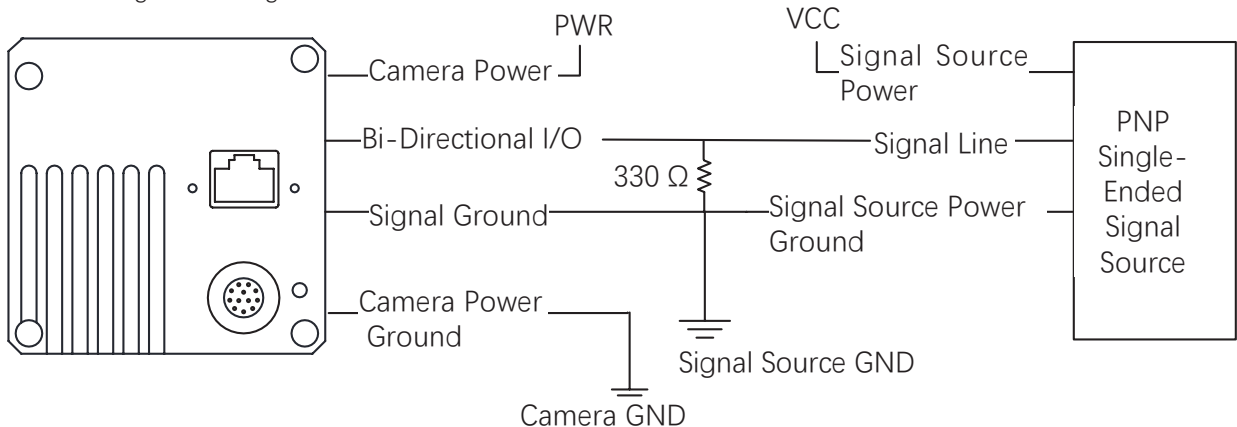 PWR
VCC
Camera Power
Signal Source
Power
Bi-Directional I/O
Signal Line
330 Ω
Signal Ground
Signal Source Power
Ground
Camera Power
Ground
Signal Source GND
Camera GND
PNP
Single-
Ended
Signal
Source